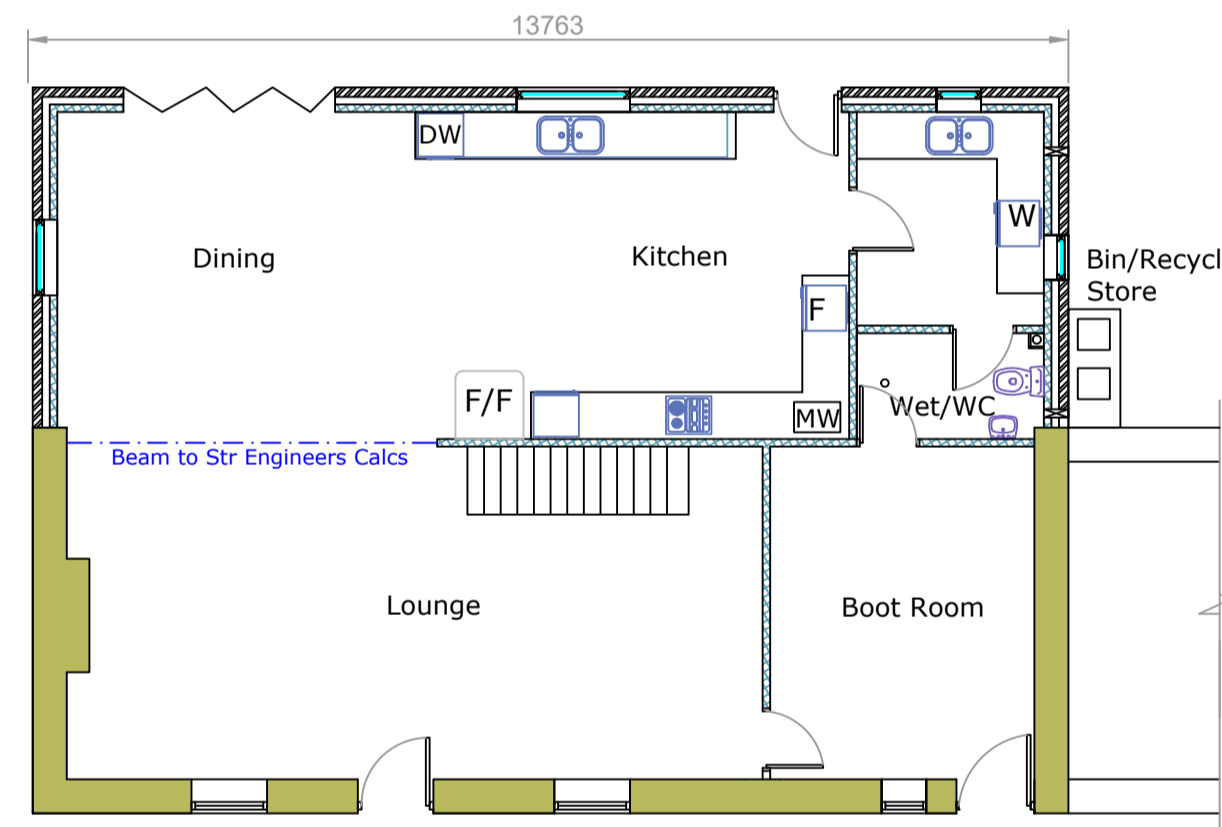 13763
DW
W
Dining
Kitchen
Bin/Recycl
Store
F
F/F
MW
Wet/WC
Beam to Str Engineers Calcs
Lounge
Boot Room